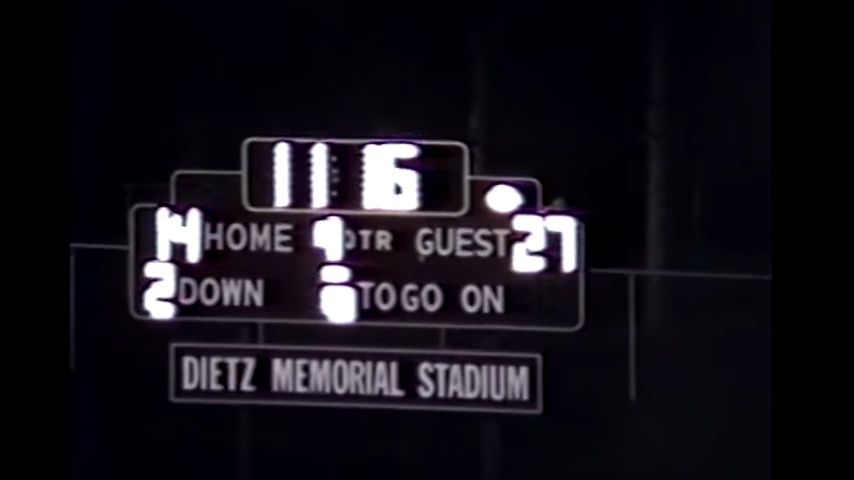 11:16
14 HOME 4 QTR GUEST 27
2 DOWN TO GO ON
DIETZ MEMORIAL STADIUM